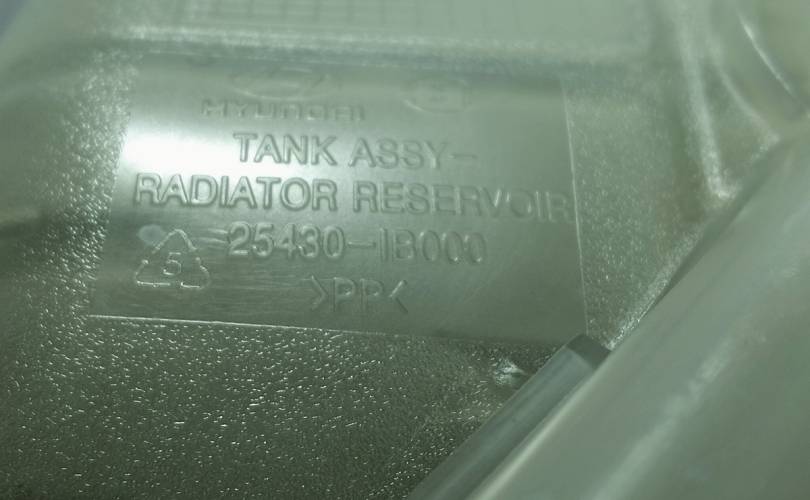 HYUNDAI
TANK ASSY-
RADIATOR RESERVOIR
25430-1B000
5
>PP<